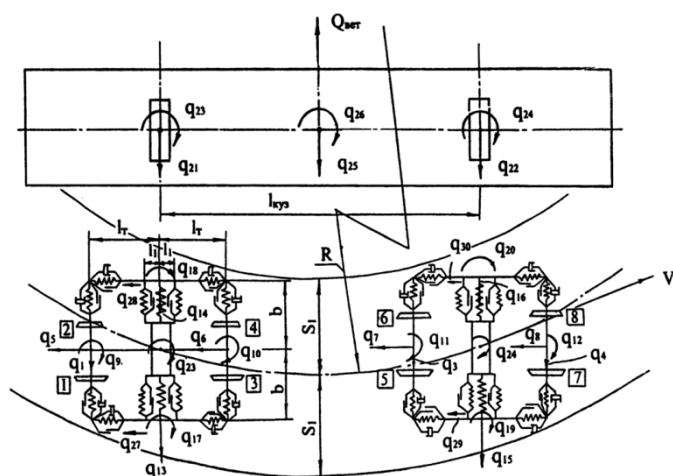 Qвет
q23 q26 q24
q21 q25 q22
lкуз
lт lт
l1 l1 R q30 q20
q18
V
q28 q14 b S1 q16
2 4 6 8
q5 q9 q6 q10 q7 q11 q8 q12
q1 q23 q3 q24 q4
1 3 5 7
b
q27 q17 S1 q29 q19
q13 q15